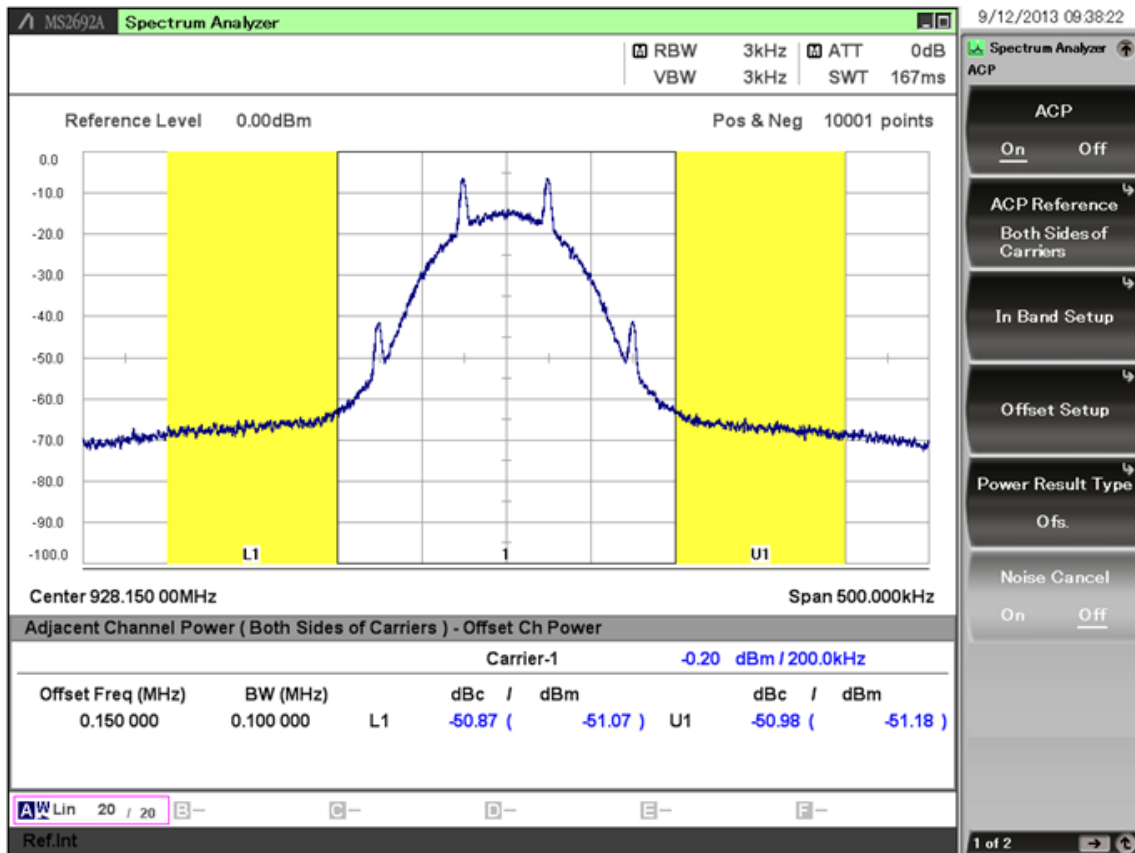 MS2692A Spectrum Analyzer
9/12/2013 09:38:22
RBW 3kHz ATT 0dB
VBW 3kHz SWT 167ms
Reference Level 0.00dBm Pos & Neg 10001 points
0.0
-10.0
-20.0
-30.0
-40.0
-50.0
-60.0
-70.0
-80.0
-90.0
-100.0
L1 1 U1
Center 928.150 00MHz Span 500.000kHz
Adjacent Channel Power ( Both Sides of Carriers ) - Offset Ch Power
Carrier-1 -0.20 dBm / 200.0kHz
Offset Freq (MHz) BW (MHz) dBc / dBm dBc / dBm
0.150 000 0.100 000 L1 -50.87 ( -51.07 ) U1 -50.98 ( -51.18 )
A W Lin 20 / 20 B- C- D- E- F-
Ref.Int
Spectrum Analyzer
ACP
ACP
On Off
ACP Reference
Both Sides of
Carriers
In Band Setup
Offset Setup
Power Result Type
Ofs.
Noise Cancel
On Off
1 of 2